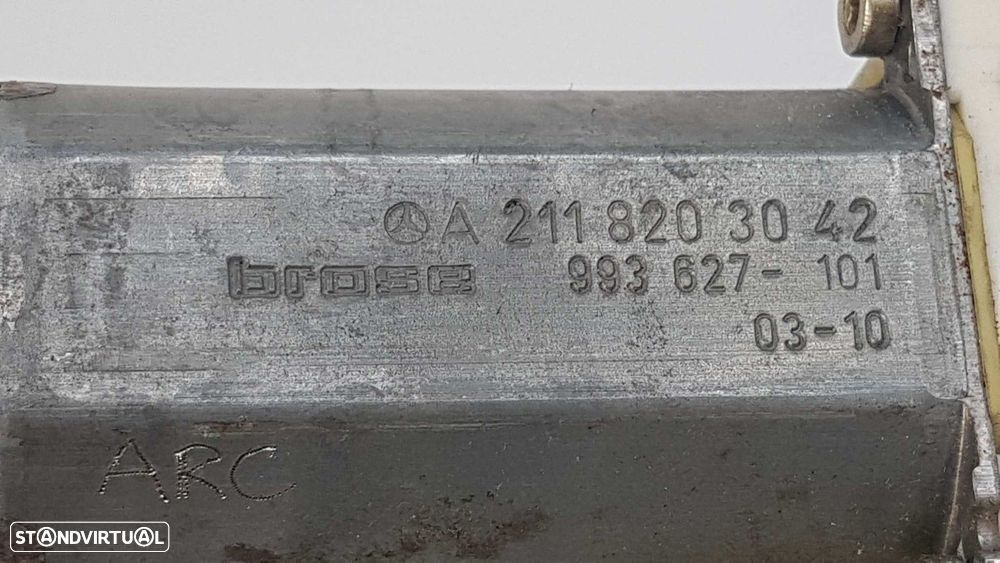 A 211 820 30 42
brose 993 627- 101
03-10
ARC
STANDVIRTUAL